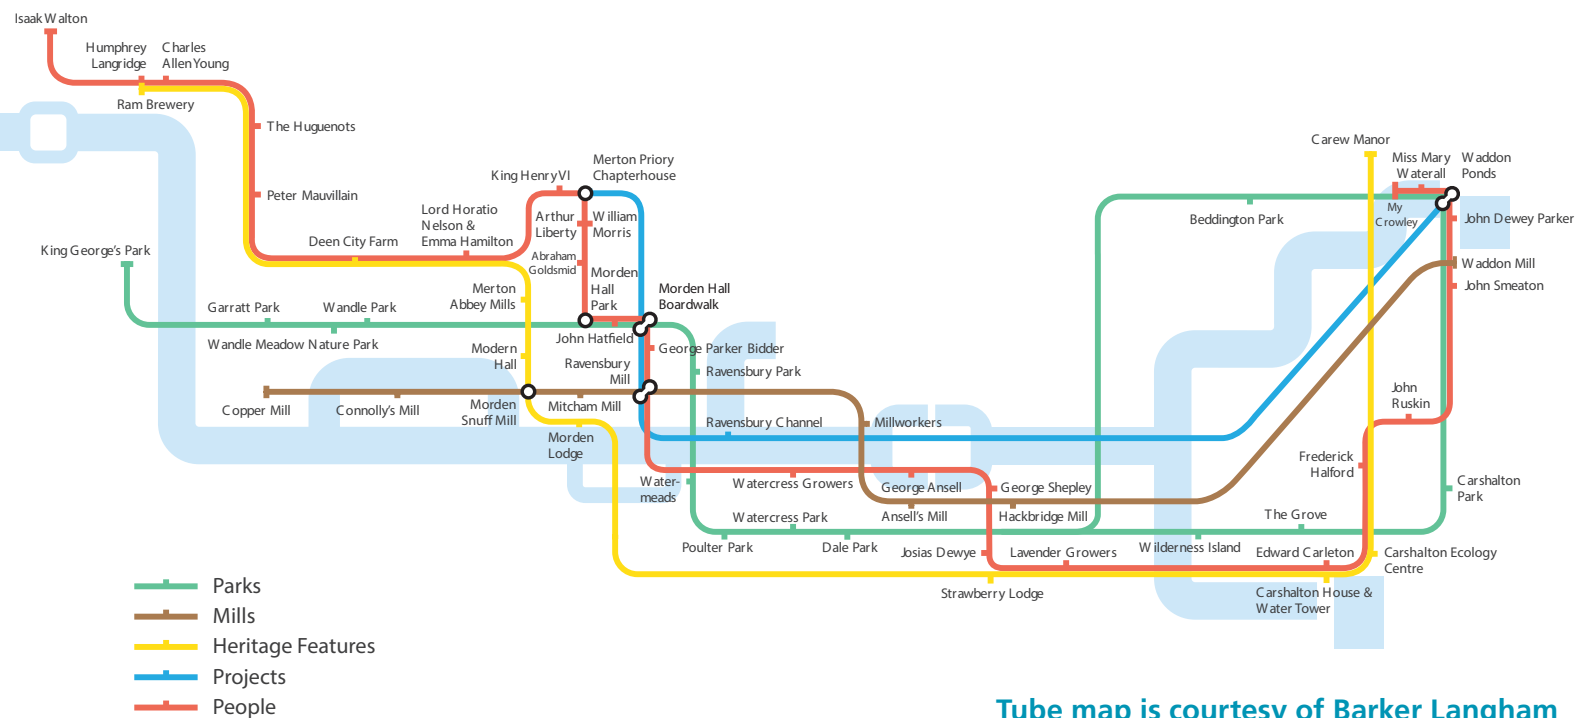 Isaak Walton
Humphrey
Langridge
Charles
Allen Young
Ram Brewery
The Huguenots
Peter Mauvillain
King Henry VI
Merton Priory
Chapterhouse
Lord Horatio
Nelson &
Emma Hamilton
Deen City Farm
Arthur
Liberty
William
Morris
Abraham
Goldsmid
Morden
Hall
Park
King George's Park
Garratt Park
Wandle Park
Wandle Meadow Nature Park
Merton
Abbey Mills
Morden Hall
Boardwalk
John Hatfield
George Parker Bidder
Modern
Hall
Ravensbury
Mill
Ravensbury Park
Copper Mill
Connolly's Mill
Morden
Snuff Mill
Mitcham Mill
Morden
Lodge
Ravensbury Channel
Millworkers
Water-
meads
Watercress Growers
George Ansell
George Shepley
Watercress Park
Ansell's Mill
Hackbridge Mill
Poulter Park
Dale Park
Josias Dewye
Lavender Growers
Wilderness Island
The Grove
Edward Carleton
Strawberry Lodge
Carshalton House &
Water Tower
Carshalton Ecology
Centre
Carew Manor
Miss Mary
Waterall
Waddon
Ponds
My
Crowley
Beddington Park
John Dewey Parker
Waddon Mill
John Smeaton
John
Ruskin
Frederick
Halford
Carshalton
Park
Parks
Mills
Heritage Features
Projects
People
Tube map is courtesy of Barker Langham